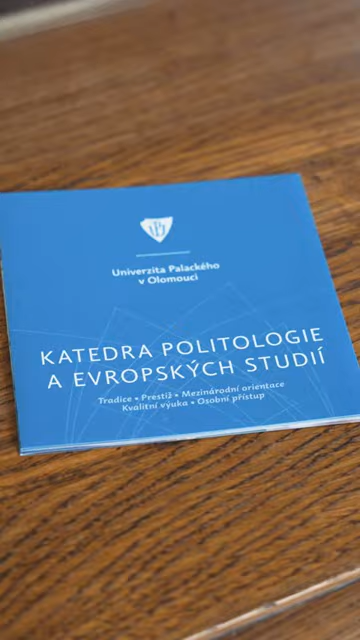 Univerzita Palackého
v Olomouci
KATEDRA POLITOLOGIE
A EVROPSKÝCH STUDIÍ
Tradice • Prestiž • Mezinárodní orientace
Kvalitní výuka • Osobní přístup